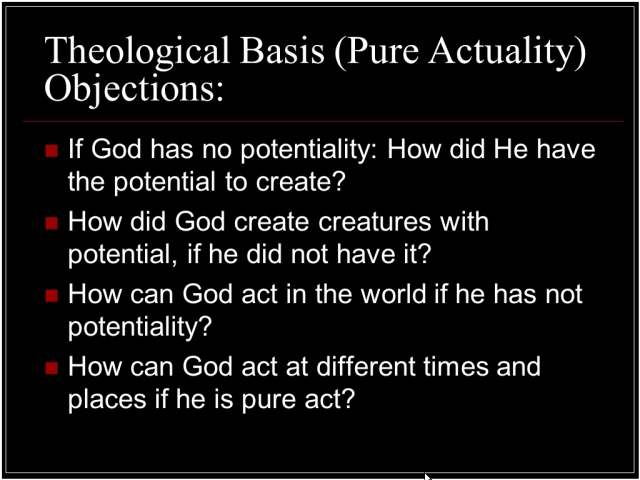 Theological Basis (Pure Actuality)
Objections:
If God has no potentiality: How did He have
the potential to create?
How did God create creatures with
potential, if he did not have it?
How can God act in the world if he has not
potentiality?
How can God act at different times and
places if he is pure act?